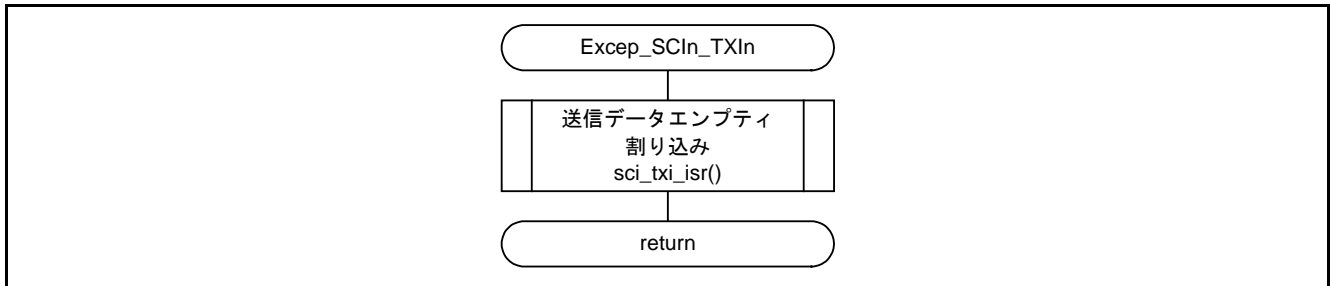 Excep_SCIn_TXIn
送信データエンプティ
割り込み
sci_txi_isr()
return